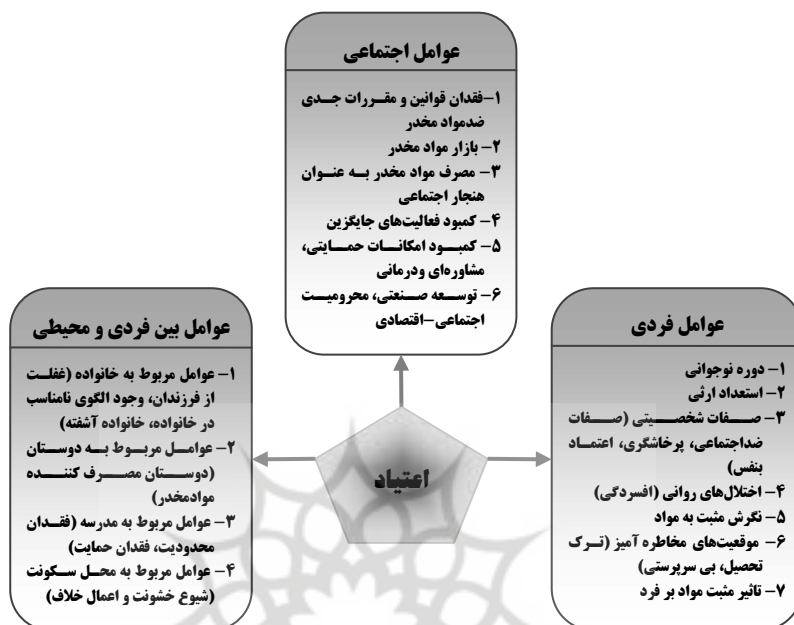 عوامل اجتماعی
۱- فقدان قوانین و مقررات جدی
ضدمواد مخدر
۲- بازار مواد مخدر
۳- مصرف مواد مخدر به عنوان
هنجار اجتماعی
۴- کمبود فعالیت‌های جایگزین
۵- کمبود امکانات حمایتی،
مشاوره‌ای ودرمانی
۶- توسعه صنعتی، محرومیت
اجتماعی-اقتصادی
عوامل فردی
۱- دوره نوجوانی
۲- استعداد ارثی
۳- صفات شخصیتی (صفات
ضداجتماعی، پرخاشگری، اعتماد
بنفس)
۴- اختلال‌های روانی (افسردگی)
۵- نگرش مثبت به مواد
۶- موقعیت‌های مخاطره آمیز (ترک
تحصیل، بی سرپرستی)
۷- تاثیر مثبت مواد بر فرد
عوامل بین فردی و محیطی
۱- عوامل مربوط به خانواده (غفلت
از فرزندان، وجود الگوی نامناسب
در خانواده، خانواده آشفته)
۲- عوامل مربوط به دوستان
(دوستان مصرف کننده
موادمخدر)
۳- عوامل مربوط به مدرسه (فقدان
محدودیت، فقدان حمایت)
۴- عوامل مربوط به محل سکونت
(شیوع خشونت و اعمال خلاف)
اعتیاد